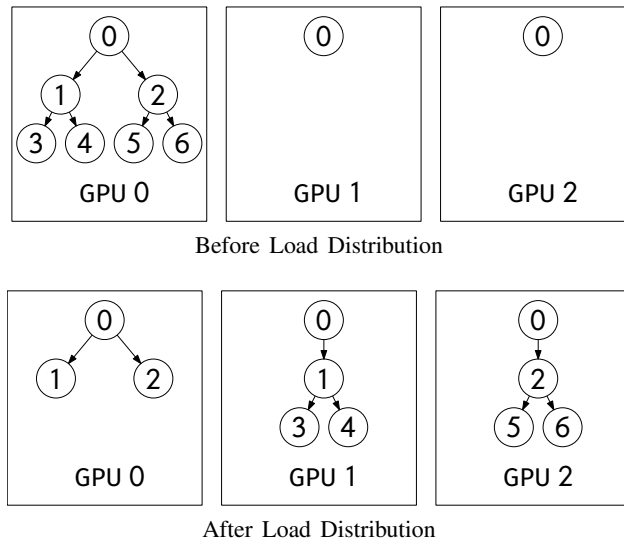 0 0 0
1 2
3 4 5 6
GPU 0 GPU 1 GPU 2
Before Load Distribution
0 0 0
1 2 1 2
3 4 5 6
GPU 0 GPU 1 GPU 2
After Load Distribution